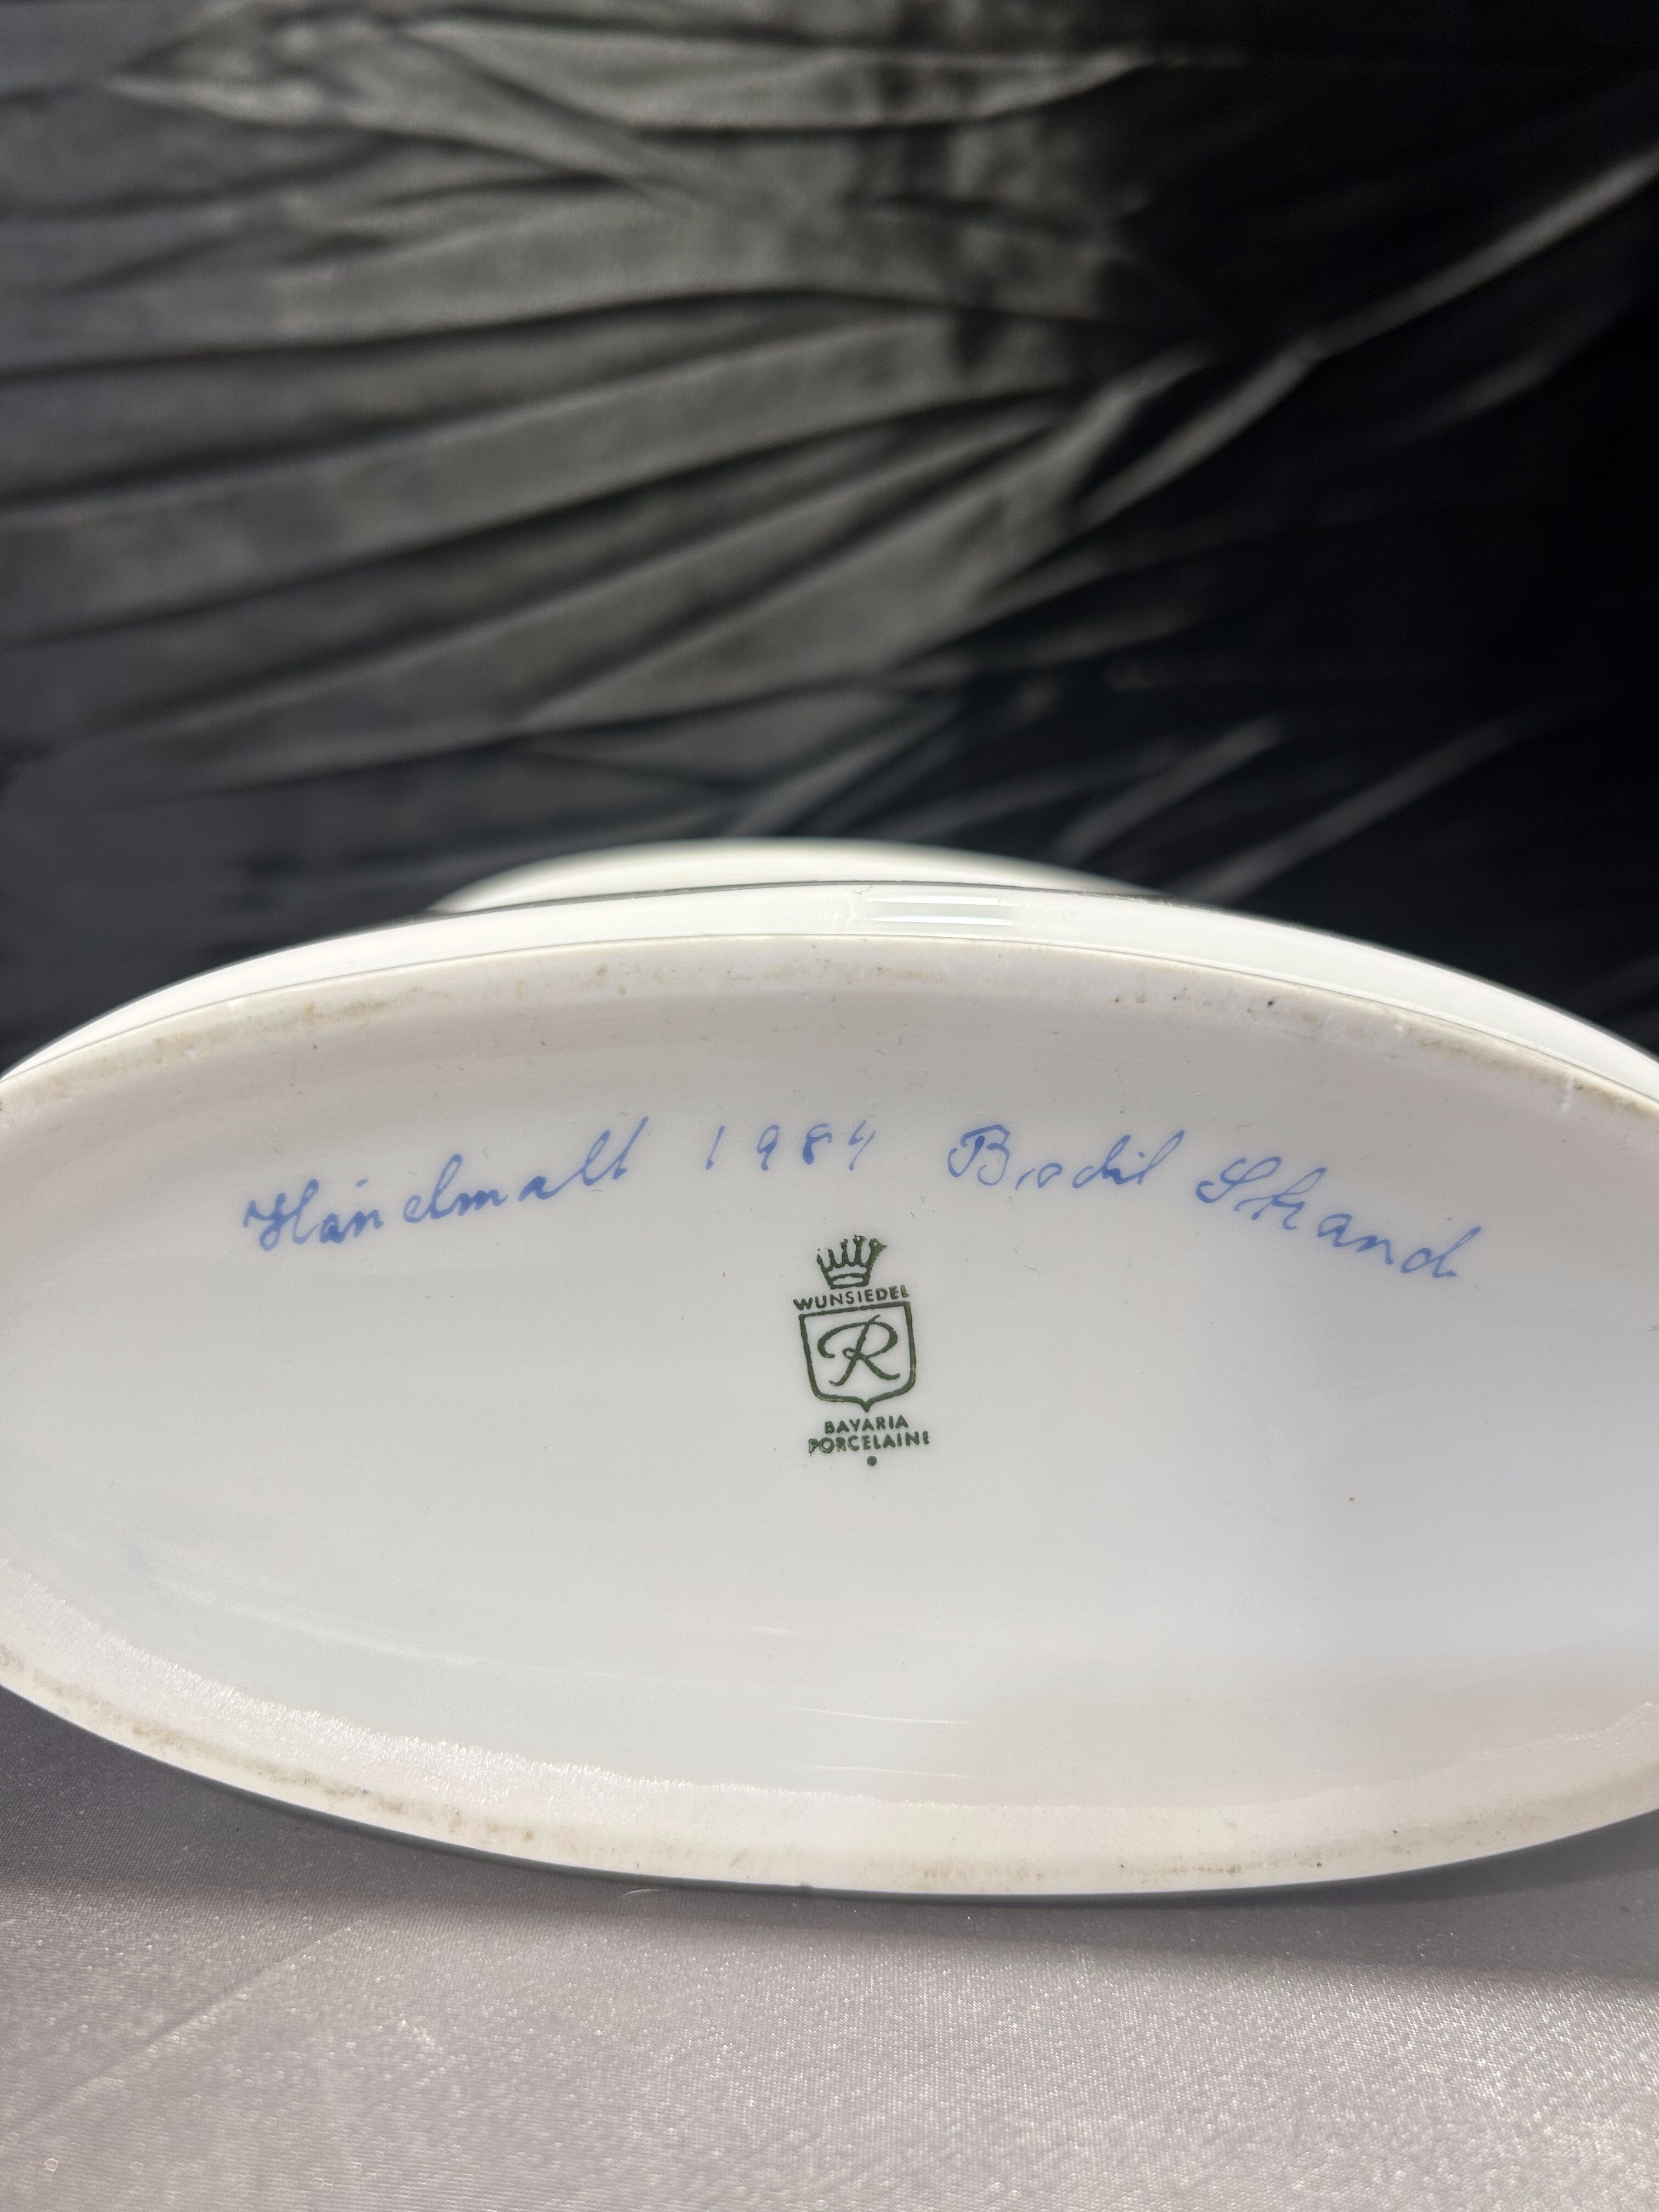 Håndmalt 1984 Bodil Strand
WUNSIEDEL
R
BAVARIA
PORCELAINE